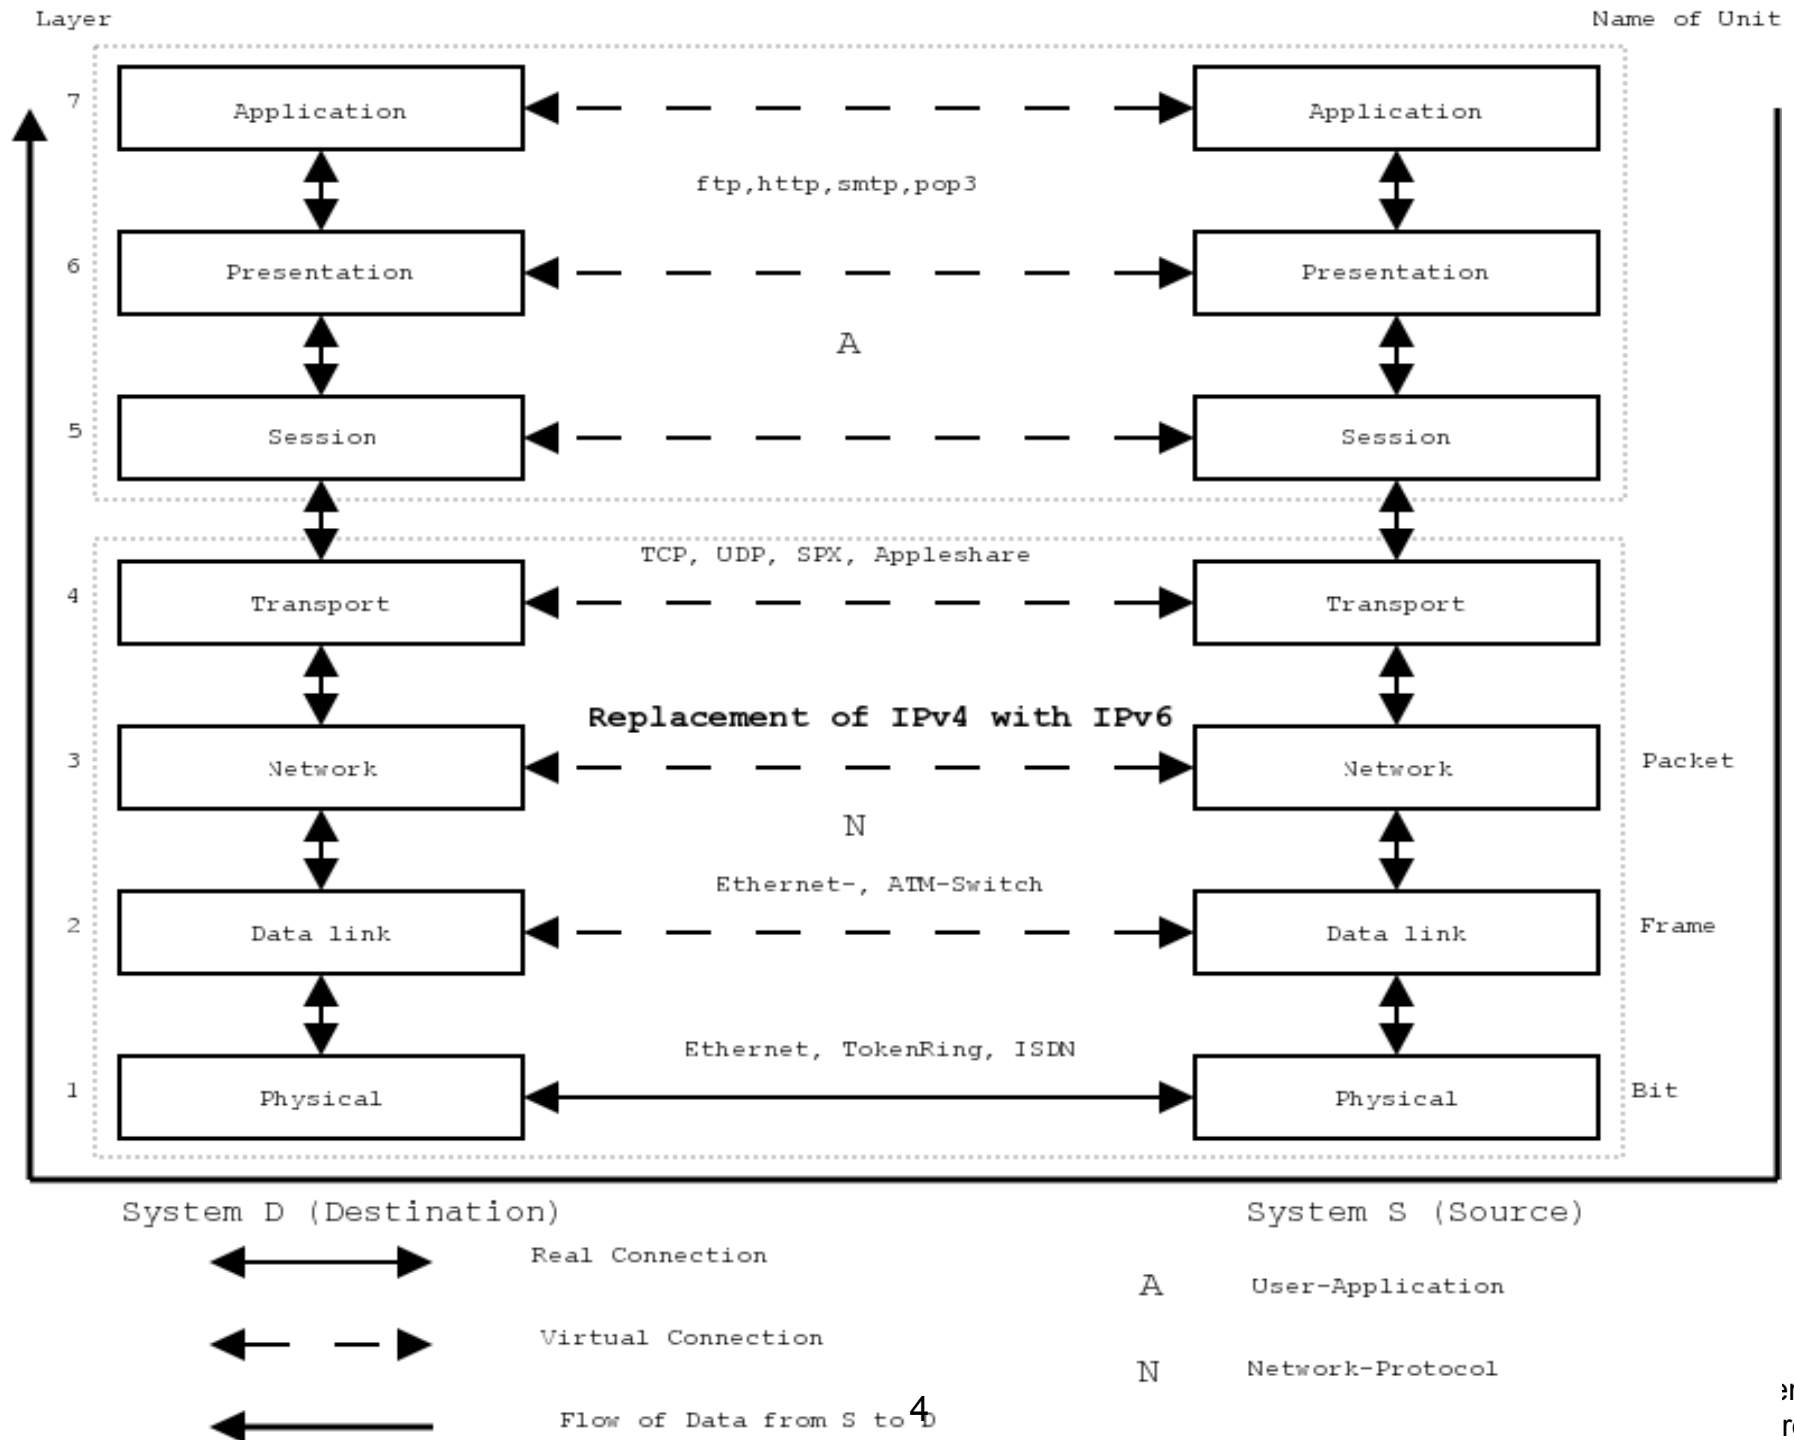 Layer
Name of Unit
7
Application
Application
ftp,http,smtp,pop3
6
Presentation
Presentation
A
5
Session
Session
TCP, UDP, SPX, Appleshare
4
Transport
Transport
Replacement of IPv4 with IPv6
3
Network
Network
Packet
N
Ethernet-, ATM-Switch
2
Data link
Data link
Frame
Ethernet, TokenRing, ISDN
1
Physical
Physical
Bit
System D (Destination)
System S (Source)
Real Connection
A
User-Application
Virtual Connection
N
Network-Protocol
Flow of Data from S to D
4